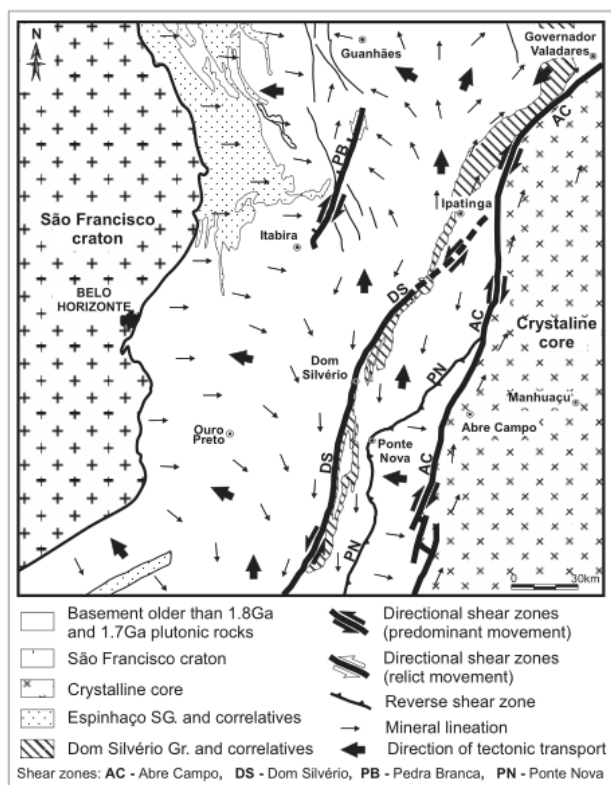 N
Guanhães
Governador
Valadares
AC
PB
São Francisco
craton
Itabira
Ipatinga
BELO
HORIZONTE
DS
AC
Crystaline
core
Dom
Silvério
PN
Manhuaçu
Ouro
Preto
Abre Campo
Ponte
Nova
DS
AC
PN
0 30km
Basement older than 1.8Ga
and 1.7Ga plutonic rocks
São Francisco craton
Crystalline core
Espinhaço SG. and correlatives
Dom Silvério Gr. and correlatives
Directional shear zones
(predominant movement)
Directional shear zones
(relict movement)
Reverse shear zone
Mineral lineation
Direction of tectonic transport
Shear zones: AC - Abre Campo, DS - Dom Silvério, PB - Pedra Branca, PN - Ponte Nova